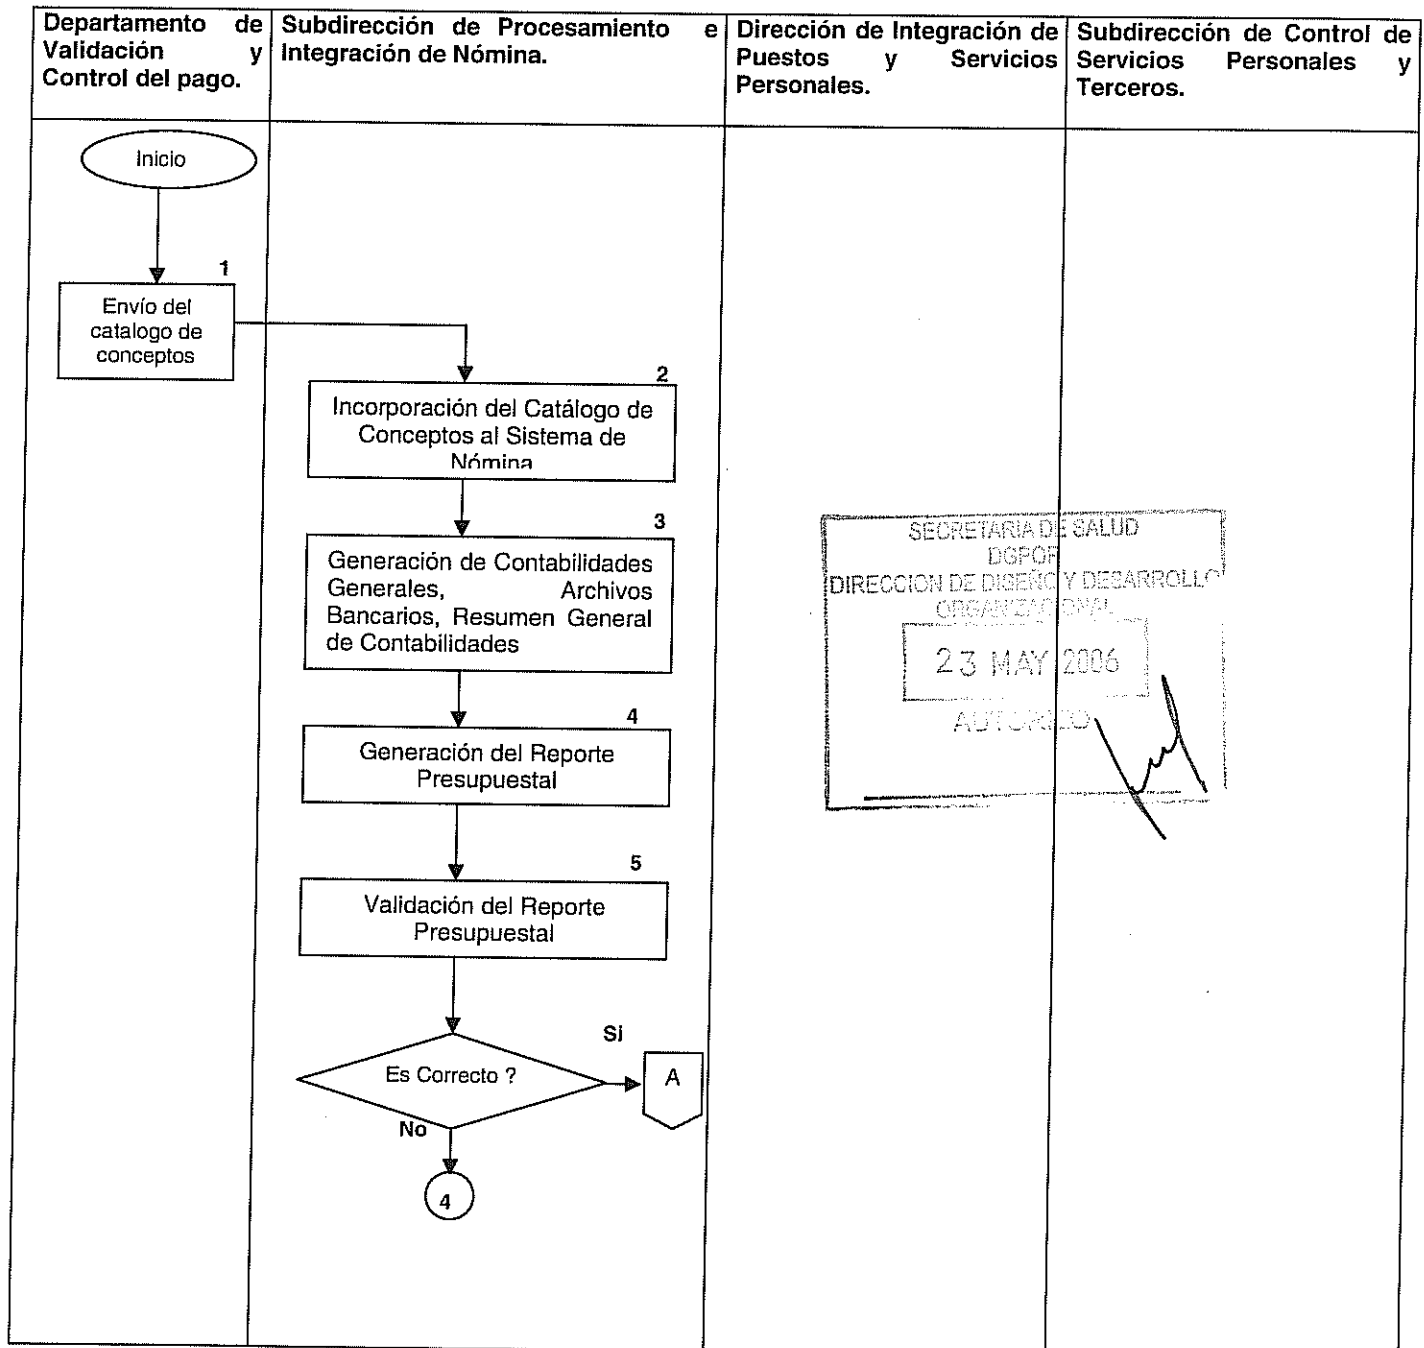 Departamento de
Validación y
Control del pago.
Subdirección de Procesamiento e
Integración de Nómina.
Dirección de Integración de
Puestos y Servicios
Personales.
Subdirección de Control de
Servicios Personales y
Terceros.
Inicio
1
Envío del
catalogo de
conceptos
2
Incorporación del Catálogo de
Conceptos al Sistema de
Nómina
3
Generación de Contabilidades
Generales, Archivos
Bancarios, Resumen General
de Contabilidades
4
Generación del Reporte
Presupuestal
5
Validación del Reporte
Presupuestal
Es Correcto ?
Si
A
No
4
SECRETARIA DE SALUD
DGPOP
DIRECCION DE DISEÑO Y DESARROLLO
ORGANIZACIONAL
23 MAY 2006
AUTORIZO